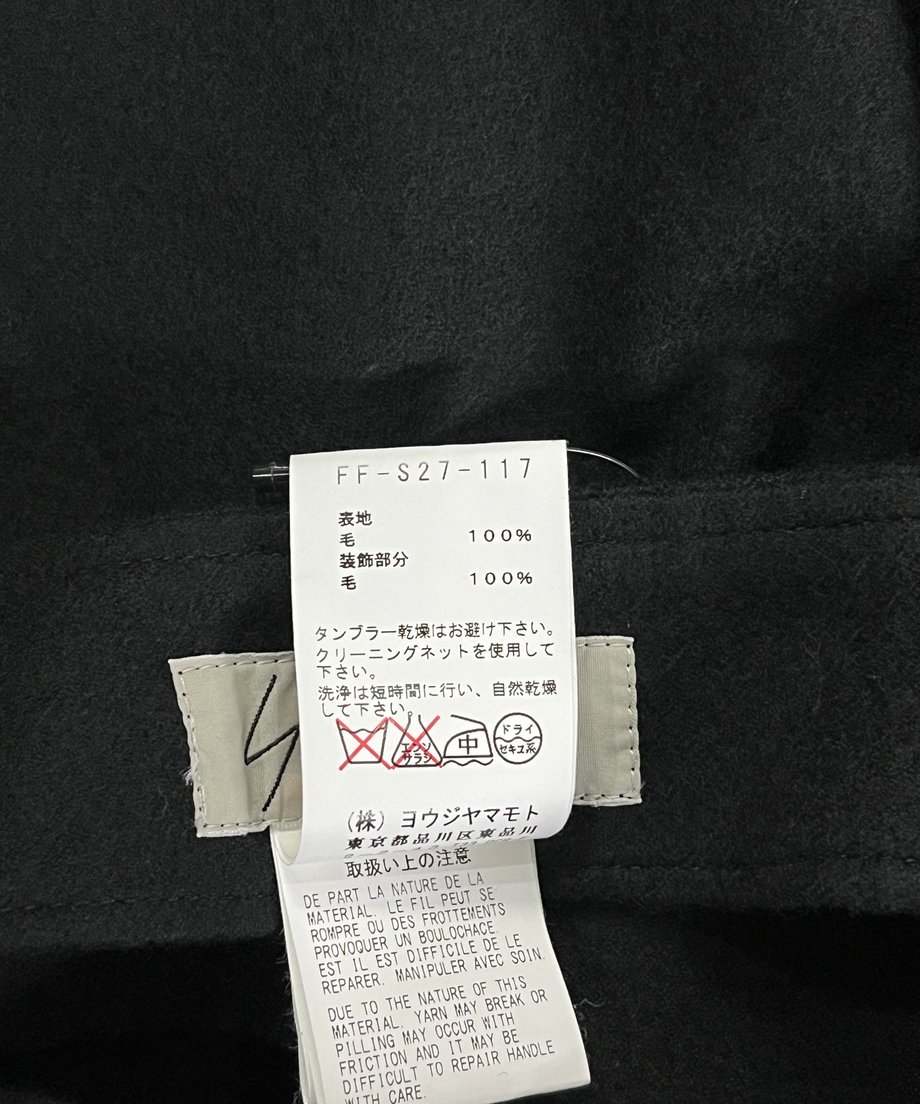 FF-S27-117
表地
毛 100%
装飾部分
毛 100%
タンブラー乾燥はお避け下さい。
クリーニングネットを使用して
下さい。
洗浄は短時間に行い、自然乾燥
して下さい。
エンソ
サラシ
中
ドライ
セキユ系
(株) ヨウジヤマモト
東京都品川区東品川
取扱い上の注意
DE PART LA NATURE DE LA
MATERIAL. LE FIL PEUT SE
ROMPRE OU DES FROTTEMENTS
PROVOQUER UN BOULOCHACE.
EST IL EST DIFFICILE DE LE
REPARER. MANIPULER AVEC SOIN.
DUE TO THE NATURE OF THIS
MATERIAL. YARN MAY BREAK OR
PILLING MAY OCCUR WITH
FRICTION AND IT MAY BE
DIFFICULT TO REPAIR HANDLE
WITH CARE.